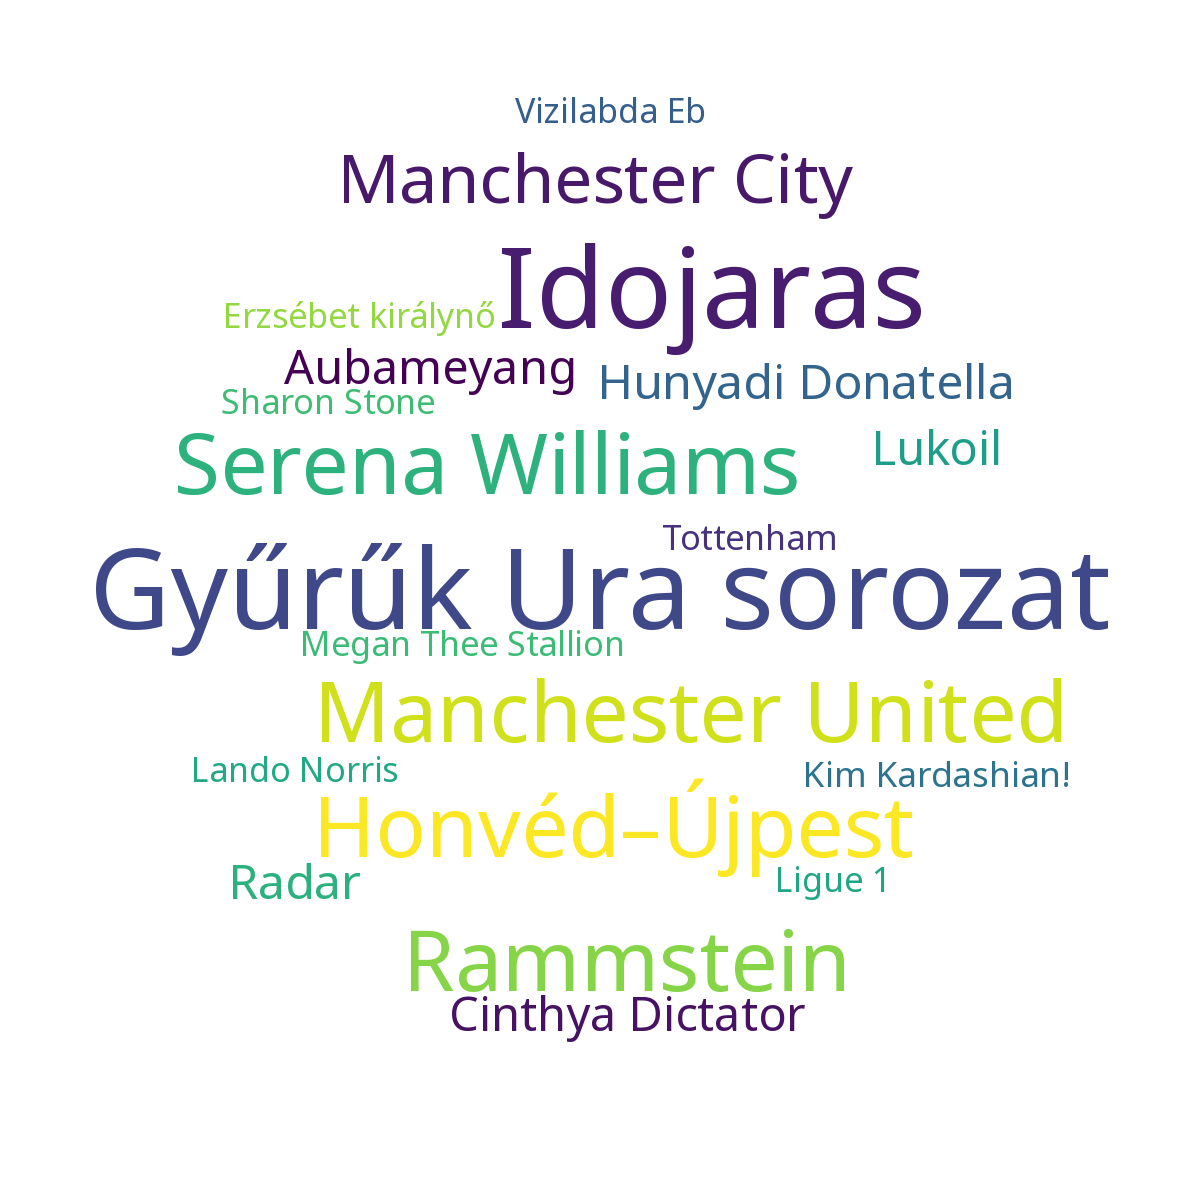 Vizilabda Eb
Manchester City
Idojaras
Erzsébet királynő
Aubameyang
Hunyadi Donatella
Sharon Stone
Serena Williams
Lukoil
Tottenham
Gyűrűk Ura sorozat
Megan Thee Stallion
Manchester United
Lando Norris
Kim Kardashian!
Honvéd–Újpest
Radar
Ligue 1
Rammstein
Cinthya Dictator